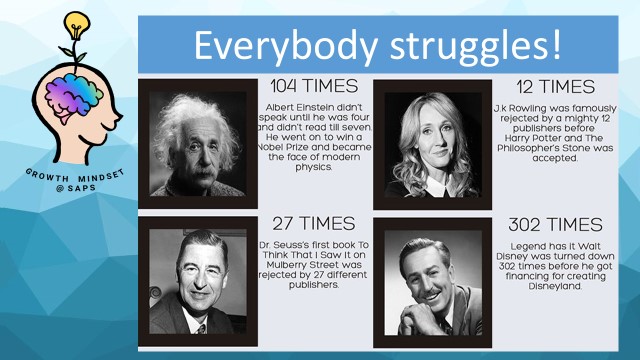 Everybody struggles!
GROWTH MINDSET
@ SAPS
104 TIMES
Albert Einstein didn't
speak until he was four
and didn't read till seven.
He went on to win a
Nobel Prize and became
the face of modern
physics.
12 TIMES
J.k Rowling was famously
rejected by a mighty 12
publishers before
Harry Potter and The
Philosopher's Stone was
accepted.
27 TIMES
Dr. Seuss's first book To
Think That I Saw It on
Mulberry Street was
rejected by 27 different
publishers.
302 TIMES
Legend has it Walt
Disney was turned down
302 times before he got
financing for creating
Disneyland.